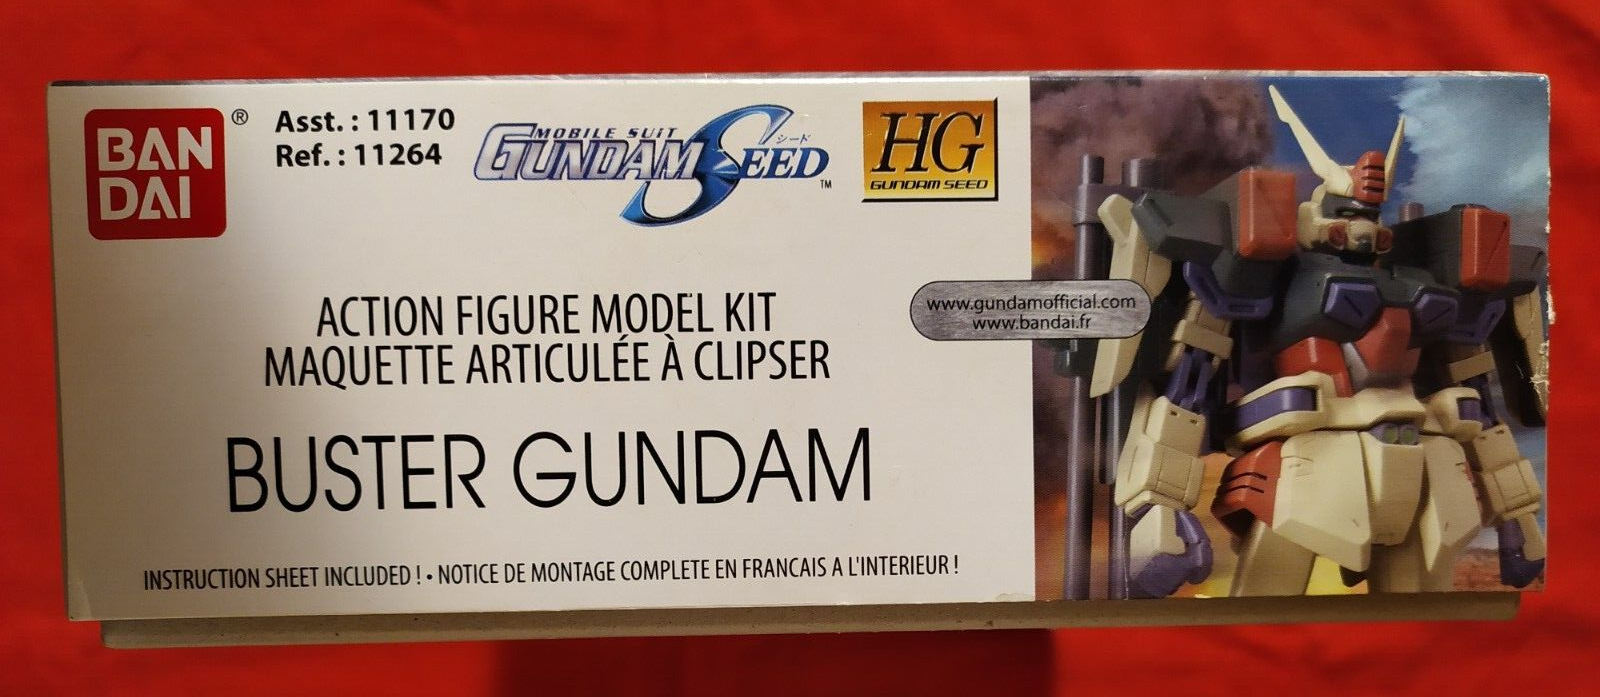 BAN
DAI
®
Asst. : 11170
Ref. : 11264
MOBILE SUIT
GUNDAM SEED
シード
™
HG
GUNDAM SEED
ACTION FIGURE MODEL KIT
MAQUETTE ARTICULÉE À CLIPSER
www.gundamofficial.com
www.bandai.fr
BUSTER GUNDAM
INSTRUCTION SHEET INCLUDED ! • NOTICE DE MONTAGE COMPLETE EN FRANCAIS A L'INTERIEUR !